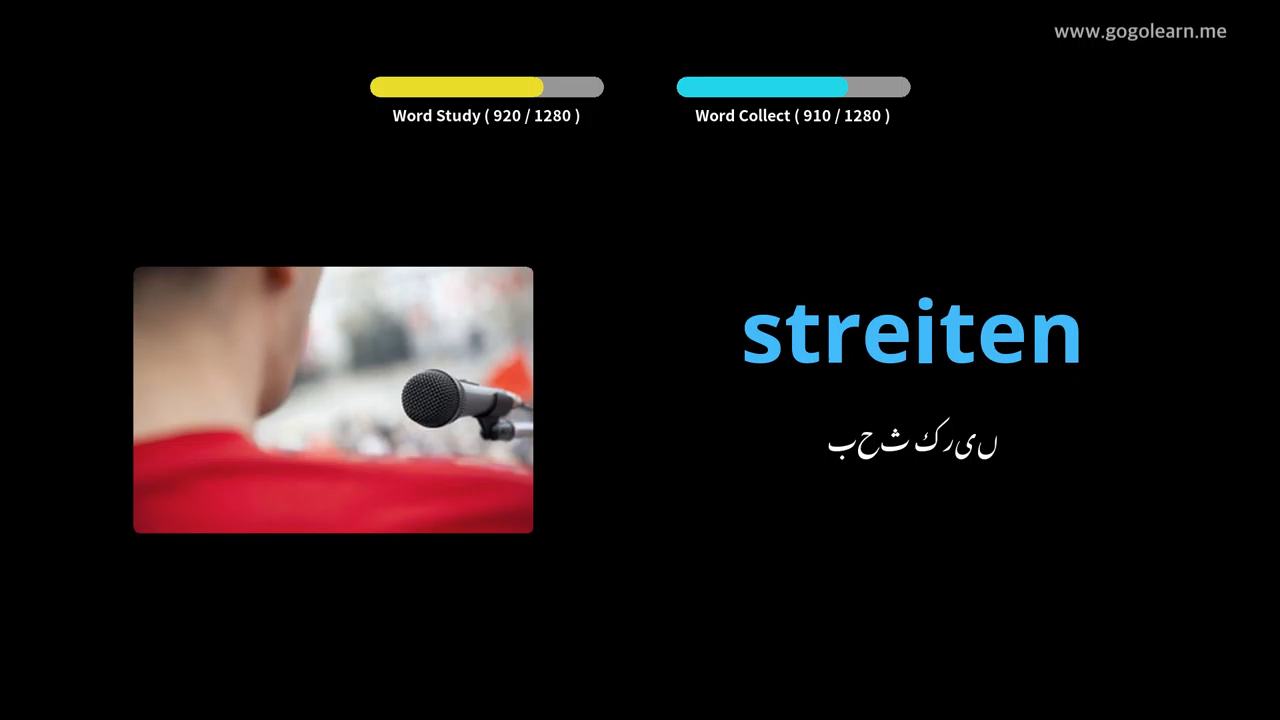 www.gogolearn.me
Word Study ( 920 / 1280 )
Word Collect ( 910 / 1280 )
streiten
بحث کریں